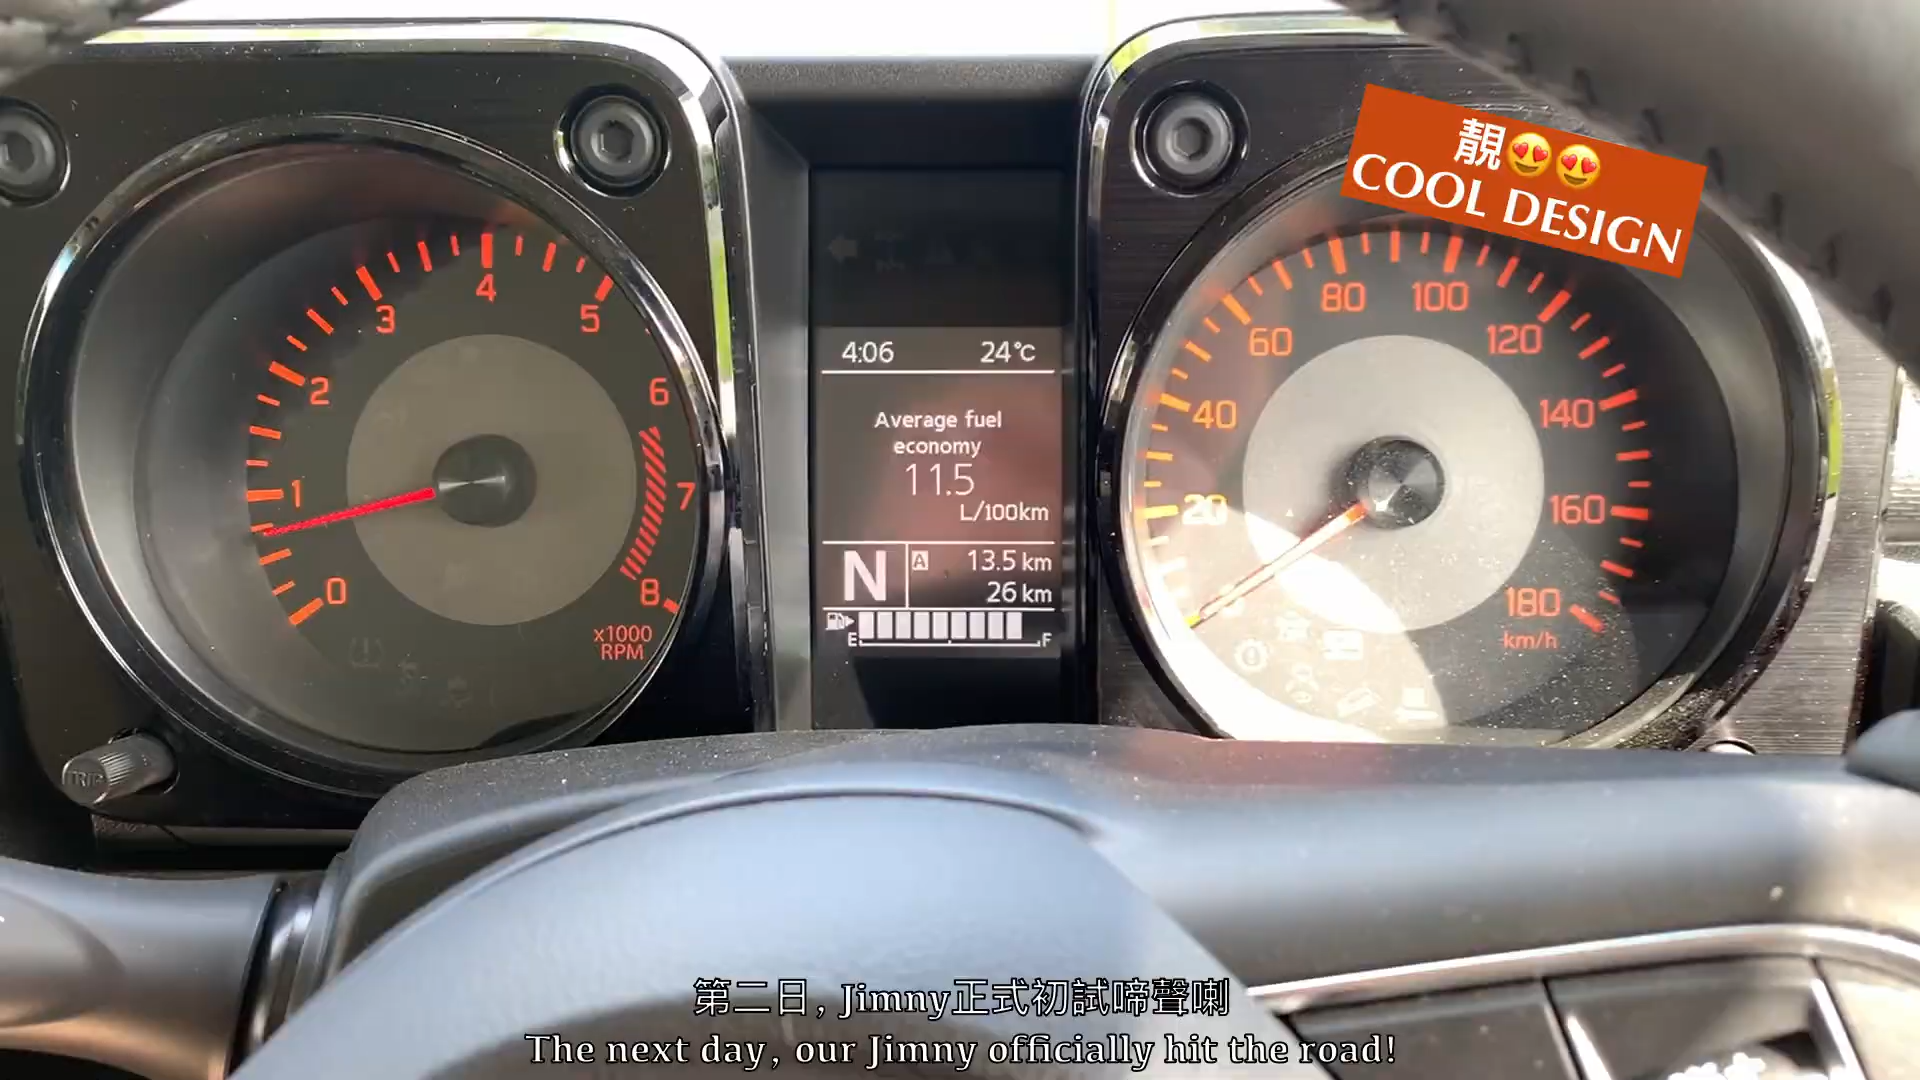 靚😍😍
COOL DESIGN
4
3
5
2
6
1
7
0
8
x1000
RPM
TRIP
4:06 24°C
Average fuel
economy
11.5
L/100km
N A 13.5 km
26 km
E F
80 100
60 120
40 140
20 160
180
km/h
第二日, Jimny正式初試啼聲喇
The next day, our Jimny officially hit the road!